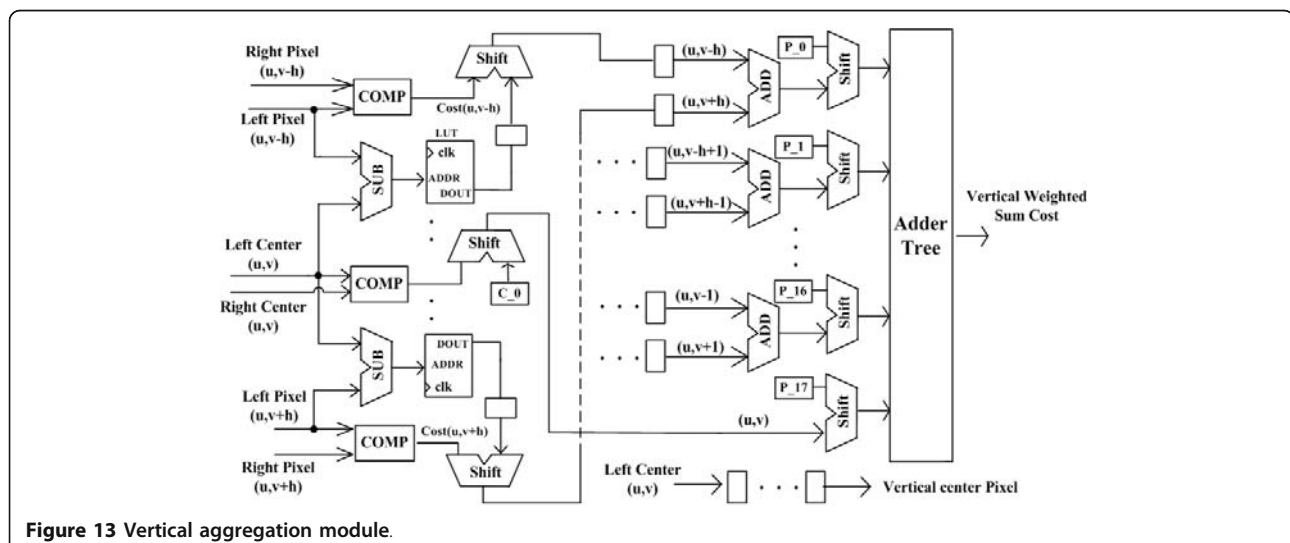 Right Pixel
(u,v-h)
Left Pixel
(u,v-h)
COMP
Shift
Cost(u,v-h)
LUT
clk
ADDR
DOUT
SUB
Left Center
(u,v)
Right Center
(u,v)
COMP
Shift
C_0
SUB
DOUT
ADDR
clk
Left Pixel
(u,v+h)
Right Pixel
(u,v+h)
COMP
Cost(u,v+h)
Shift
(u,v-h)
(u,v+h)
ADD
P_0
Shift
(u,v-h+1)
(u,v+h-1)
ADD
P_1
Shift
(u,v-1)
(u,v+1)
ADD
P_16
Shift
P_17
(u,v)
Shift
Adder
Tree
Vertical Weighted
Sum Cost
Left Center
(u,v)
Vertical center Pixel
Figure 13 Vertical aggregation module.